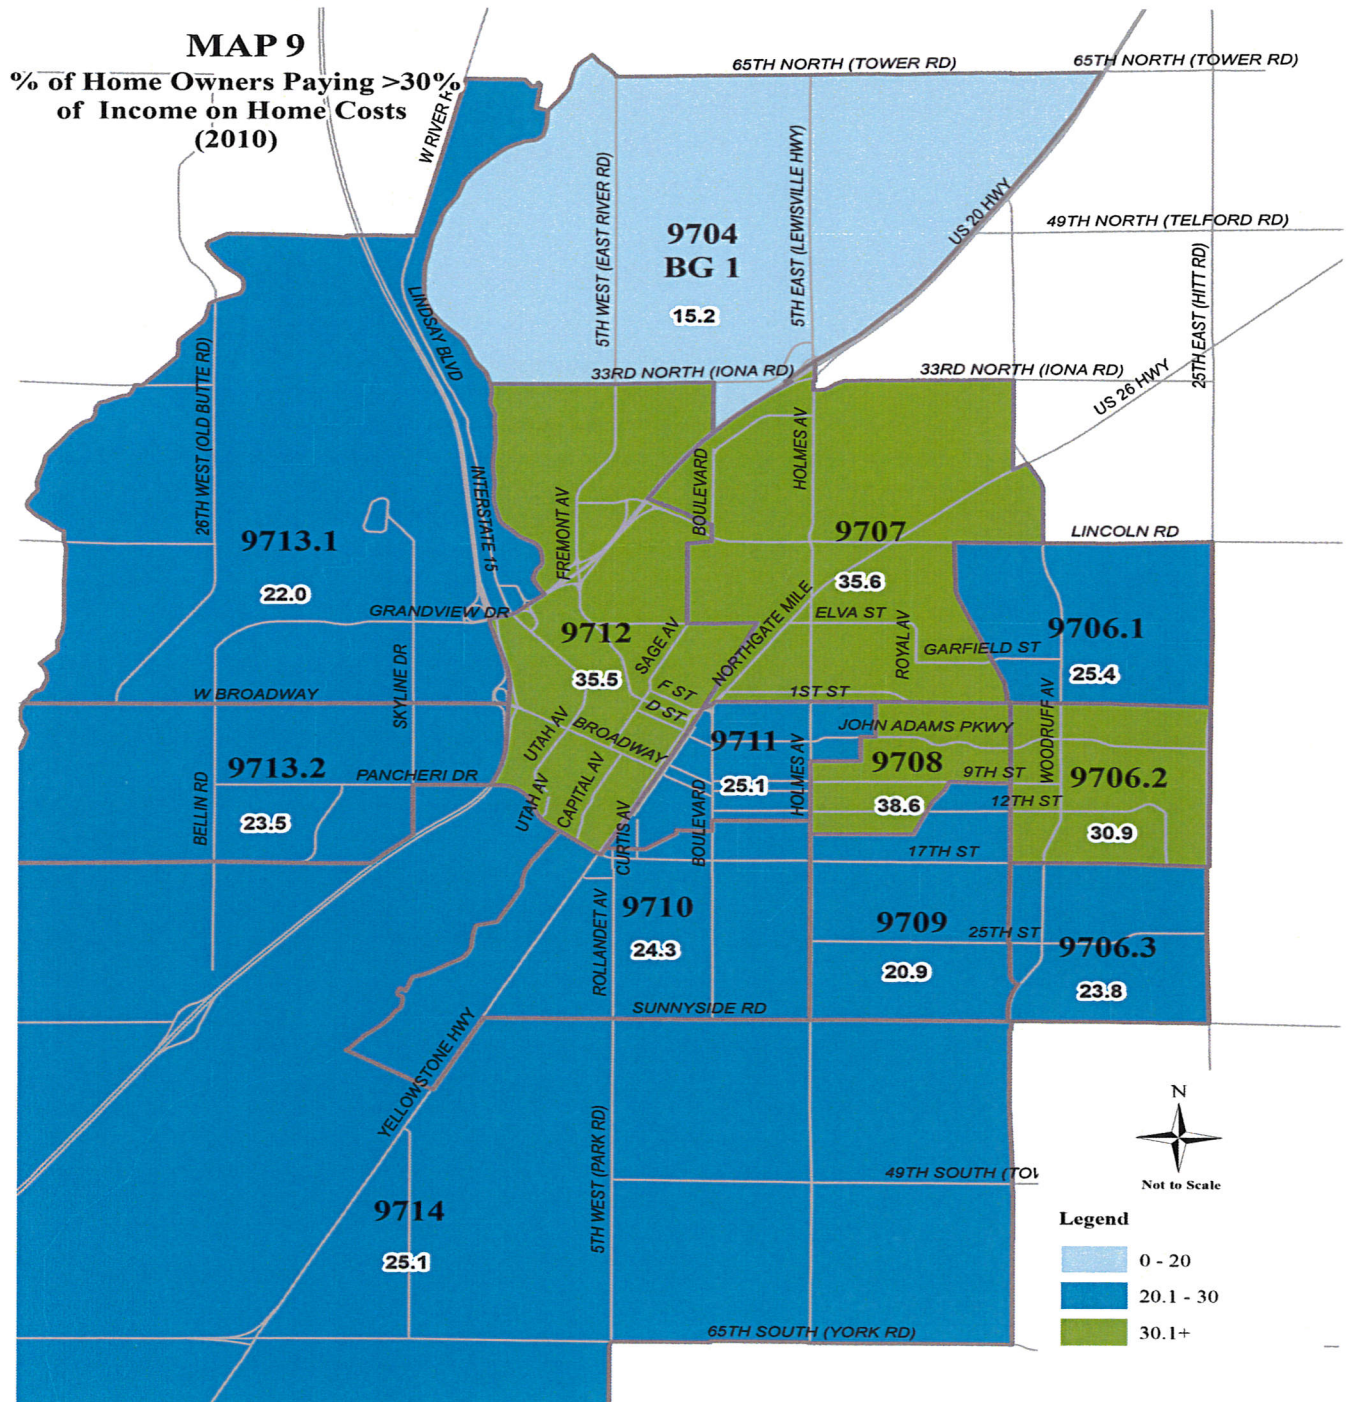 MAP 9
% of Home Owners Paying >30%
of Income on Home Costs
(2010)
65TH NORTH (TOWER RD)
65TH NORTH (TOWER RD)
W RIVER R
5TH WEST (EAST RIVER RD)
5TH EAST (LEWISVILLE HWY)
US 20 HWY
49TH NORTH (TELFORD RD)
25TH EAST (HITT RD)
9704
BG 1
15.2
LINDSAY BLVD
26TH WEST (OLD BUTTE RD)
33RD NORTH (IONA RD)
33RD NORTH (IONA RD)
US 26 HWY
HOLMES AV
BOULEVARD
INTERSTATE 15
FREMONT AV
9713.1
22.0
9707
35.6
LINCOLN RD
GRANDVIEW DR
ELVA ST
9712
35.5
SAGE AV
NORTHGATE MILE
ROYAL AV
GARFIELD ST
9706.1
25.4
SKYLINE DR
W BROADWAY
F ST
D ST
1ST ST
WOODRUFF AV
UTAH AV
BROADWAY
9711
25.1
HOLMES AV
JOHN ADAMS PKWY
9708
38.6
9TH ST
9706.2
30.9
12TH ST
9713.2
23.5
PANCHERI DR
BELLIN RD
UTAH AV
CAPITAL AV
CURTIS AV
BOULEVARD
17TH ST
ROLLANDET AV
9710
24.3
9709
20.9
25TH ST
9706.3
23.8
SUNNYSIDE RD
YELLOWSTONE HWY
5TH WEST (PARK RD)
49TH SOUTH (TOW
9714
25.1
65TH SOUTH (YORK RD)
N
Not to Scale
Legend
0 - 20
20.1 - 30
30.1+